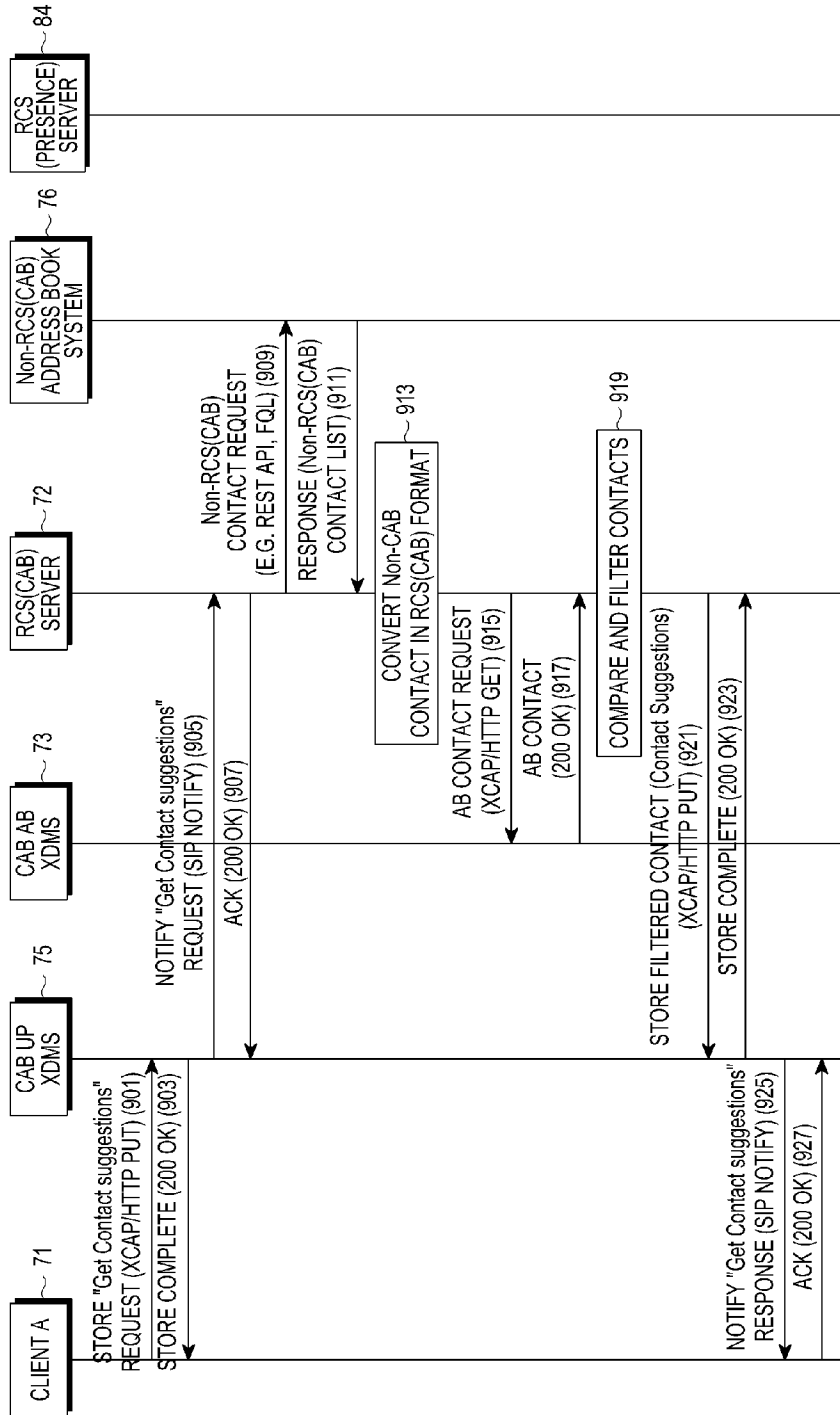 CLIENT A
71
CAB UP
XDMS
75
CAB AB
XDMS
73
RCS(CAB)
SERVER
72
Non-RCS(CAB)
ADDRESS BOOK
SYSTEM
76
RCS
(PRESENCE)
SERVER
84
STORE "Get Contact suggestions"
REQUEST (XCAP/HTTP PUT) (901)
STORE COMPLETE (200 OK) (903)
NOTIFY "Get Contact suggestions"
REQUEST (SIP NOTIFY) (905)
ACK (200 OK) (907)
Non-RCS(CAB)
CONTACT REQUEST
(E.G. REST API, FQL) (909)
RESPONSE (Non-RCS(CAB)
CONTACT LIST) (911)
CONVERT Non-CAB
CONTACT IN RCS(CAB) FORMAT
913
AB CONTACT REQUEST
(XCAP/HTTP GET) (915)
AB CONTACT
(200 OK) (917)
COMPARE AND FILTER CONTACTS
919
STORE FILTERED CONTACT (Contact Suggestions)
(XCAP/HTTP PUT) (921)
STORE COMPLETE (200 OK) (923)
NOTIFY "Get Contact suggestions"
RESPONSE (SIP NOTIFY) (925)
ACK (200 OK) (927)